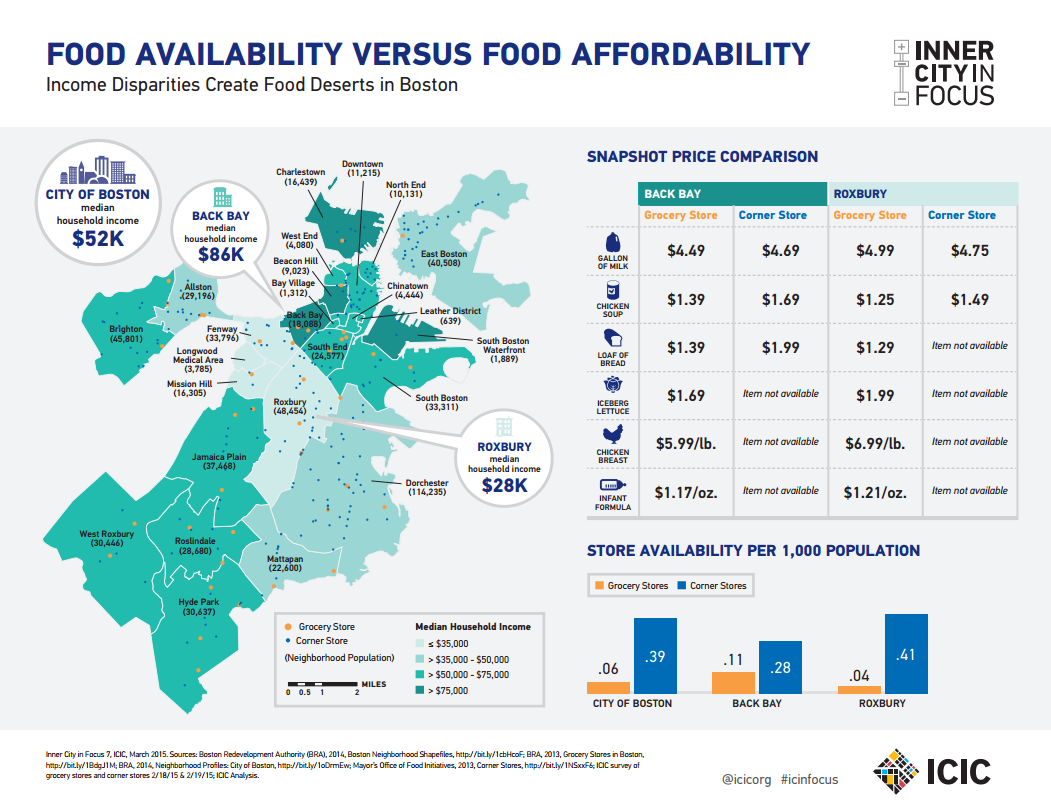 FOOD AVAILABILITY VERSUS FOOD AFFORDABILITY
Income Disparities Create Food Deserts in Boston
INNER
CITY IN
FOCUS
CITY OF BOSTON
median
household income
$52K
BACK BAY
median
household income
$86K
Charlestown
(16,439)
Downtown
(11,215)
North End
(10,131)
West End
(4,080)
Beacon Hill
(9,023)
Bay Village
(1,312)
East Boston
(40,508)
Chinatown
(4,444)
Leather District
(639)
Allston
(29,196)
Brighton
(45,801)
Back Bay
(18,088)
Fenway
(33,796)
South End
(24,577)
South Boston
Waterfront
(1,889)
Longwood
Medical Area
(3,785)
Mission Hill
(16,305)
South Boston
(33,311)
Roxbury
(48,454)
ROXBURY
median
household income
$28K
Jamaica Plain
(37,468)
Dorchester
(114,235)
West Roxbury
(30,446)
Roslindale
(28,680)
Mattapan
(22,600)
Hyde Park
(30,637)
Grocery Store
Corner Store
(Neighborhood Population)
0 0.5 1 2 MILES
Median Household Income
≤ $35,000
> $35,000 - $50,000
> $50,000 - $75,000
> $75,000
SNAPSHOT PRICE COMPARISON
BACK BAY ROXBURY
Grocery Store Corner Store Grocery Store Corner Store
GALLON
OF MILK
$4.49 $4.69 $4.99 $4.75
CHICKEN
SOUP
$1.39 $1.69 $1.25 $1.49
LOAF OF
BREAD
$1.39 $1.99 $1.29 Item not available
ICEBERG
LETTUCE
$1.69 Item not available $1.99 Item not available
CHICKEN
BREAST
$5.99/lb. Item not available $6.99/lb. Item not available
INFANT
FORMULA
$1.17/oz. Item not available $1.21/oz. Item not available
STORE AVAILABILITY PER 1,000 POPULATION
Grocery Stores Corner Stores
.06 .39 .11 .28 .04 .41
CITY OF BOSTON BACK BAY ROXBURY
Inner City in Focus 7, ICIC, March 2015. Sources: Boston Redevelopment Authority (BRA), 2014, Boston Neighborhood Shapefiles, http://bit.ly/1cbHcoF; BRA, 2013, Grocery Stores in Boston,
http://bit.ly/1BdgJ1M; BRA, 2014, Neighborhood Profiles: City of Boston, http://bit.ly/1oDrmEw; Mayor's Office of Food Initiatives, 2013, Corner Stores, http://bit.ly/1NSxxF6; ICIC survey of
grocery stores and corner stores 2/18/15 & 2/19/15; ICIC Analysis.
@icicorg #icinfocus
ICIC